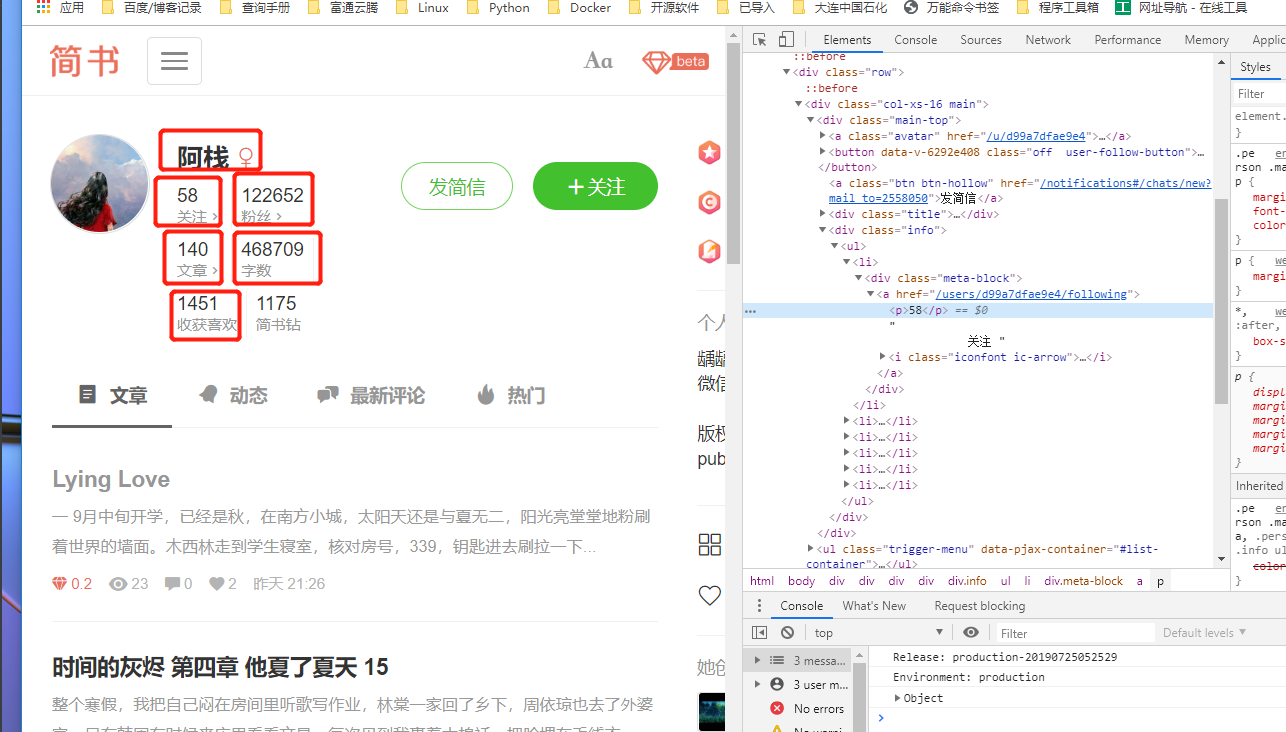 应用 百度/博客记录 查询手册 富通云腾 Linux Python Docker 开源软件 已导入 大连中国石化 万能命令书签 程序工具箱 工 网址导航 - 在线工具
简书
Aa beta
阿栈 ♀
58 122652
关注 > 粉丝 >
140 468709
文章 > 字数
1451 1175
收获喜欢 简书钻
发简信 +关注
文章 动态 最新评论 热门
Lying Love
一 9月中旬开学，已经是秋，在南方小城，太阳天还是与夏无二，阳光亮堂堂地粉刷
着世界的墙面。木西林走到学生寝室，核对房号，339，钥匙进去刷拉一下...
0.2 23 0 2 昨天 21:26
时间的灰烬 第四章 他夏了夏天 15
整个寒假，我把自己闷在房间里听歌写作业，林棠一家回了乡下，周依琼也去了外婆
个人
龋龋
微信
版权
pub
她创
Elements Console Sources Network Performance Memory Applic
::before
▼<div class="row">
::before
▼<div class="col-xs-16 main">
▼<div class="main-top">
▶<a class="avatar" href="/u/d99a7dfae9e4">…</a>
▶<button data-v-6292e408 class="off  user-follow-button">…
</button>
<a class="btn btn-hollow" href="/notifications#/chats/new?
mail_to=2558050">发简信</a>
▶<div class="title">…</div>
▼<div class="info">
▼<ul>
▼<li>
▼<div class="meta-block">
▼<a href="/users/d99a7dfae9e4/following">
… <p>58</p> == $0
"
关注 "
▶<i class="iconfont ic-arrow">…</i>
</a>
</div>
</li>
▶<li>…</li>
▶<li>…</li>
▶<li>…</li>
▶<li>…</li>
▶<li>…</li>
</ul>
</div>
</div>
▶<ul class="trigger-menu" data-pjax-container="#list-
container">…</ul>
html body div div div div div.info ul li div.meta-block a p
Styles
Filter
element.
}
.pe en
rson .ma
p {
margi
font-
color
}
p { we
margi
}
*, we
:after,
box-s
}
p {
displ
margi
margi
margi
margi
}
Inherited
.pe en
rson .ma
a, .pers
.info ul
color
}
Console What's New Request blocking
top ▼ Filter Default levels ▼
▶ 3 messa...
▶ 3 user m...
No errors
Release: production-20190725052529
Environment: production
▶Object
>